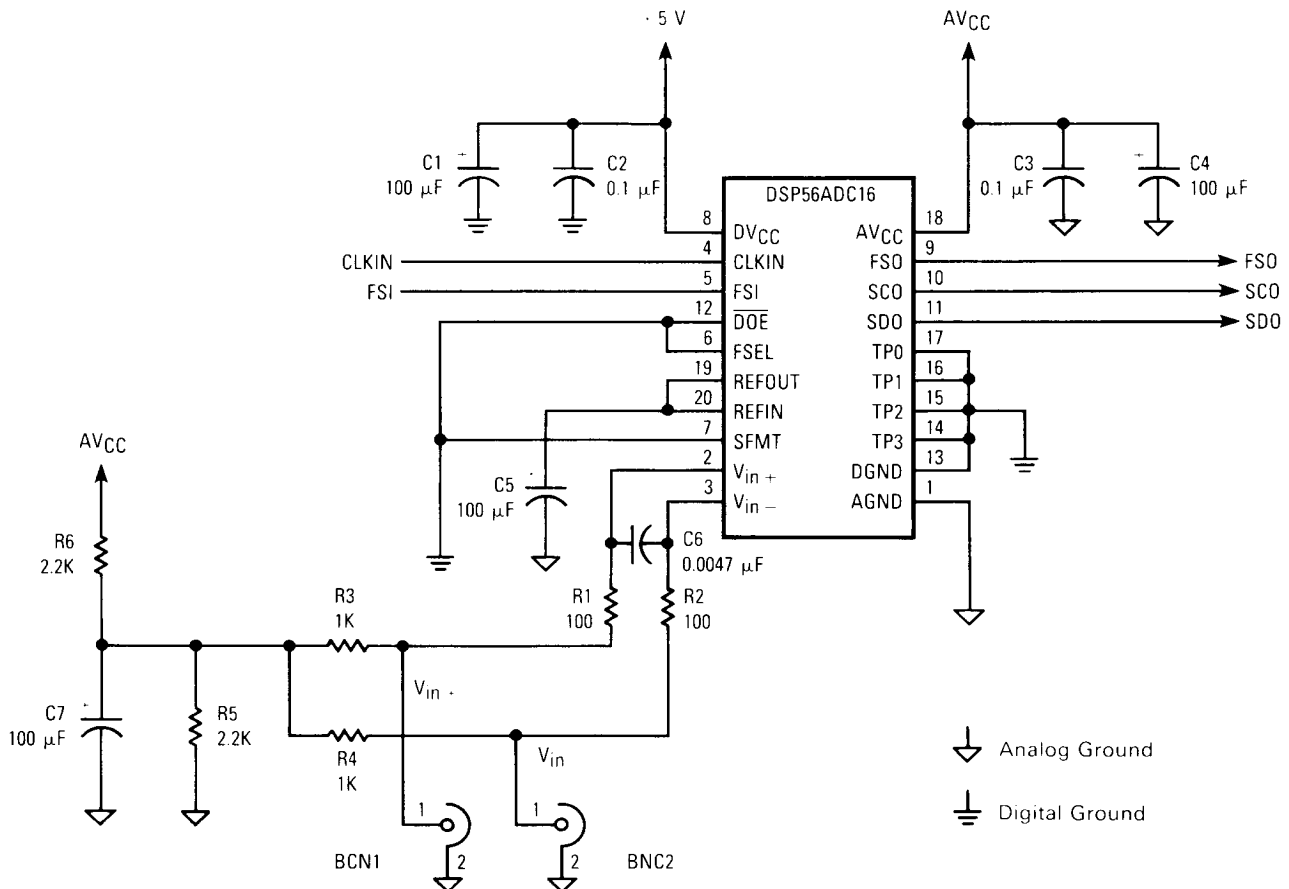 + 5 V
AVCC
C1
100 µF
C2
0.1 µF
C3
0.1 µF
C4
100 µF
DSP56ADC16
8 DVCC
AVCC 18
CLKIN
4 CLKIN
FSO 9
FSO
FSI
5 FSI
SCO 10
SCO
12 DOE
SDO 11
SDO
6 FSEL
TP0 17
19 REFOUT
TP1 16
20 REFIN
TP2 15
7 SFMT
TP3 14
2 Vin +
DGND 13
3 Vin −
AGND 1
AVCC
C5
100 µF
C6
0.0047 µF
R6
2.2K
R1
100
R2
100
R3
1K
Vin +
C7
100 µF
R5
2.2K
R4
1K
Vin
Analog Ground
Digital Ground
1
2
BCN1
1
2
BNC2